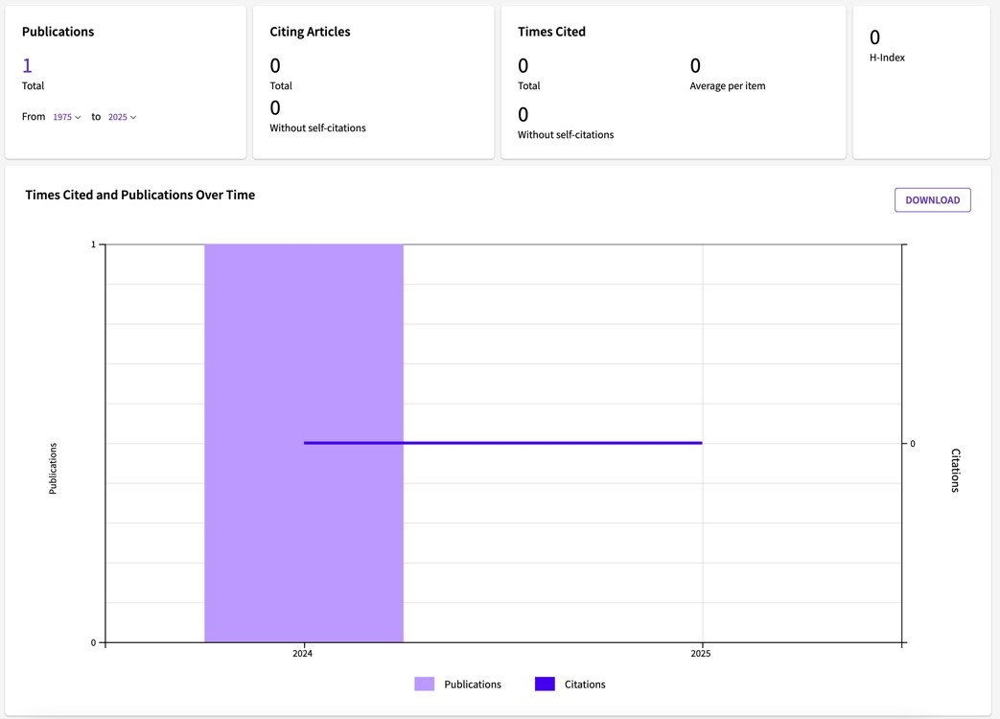 Publications
1
Total
From 1975 to 2025
Citing Articles
0
Total
0
Without self-citations
Times Cited
0
Total
0
Average per item
0
Without self-citations
0
H-Index
Times Cited and Publications Over Time
DOWNLOAD
1
0
Publications
0
Citations
2024
2025
Publications
Citations